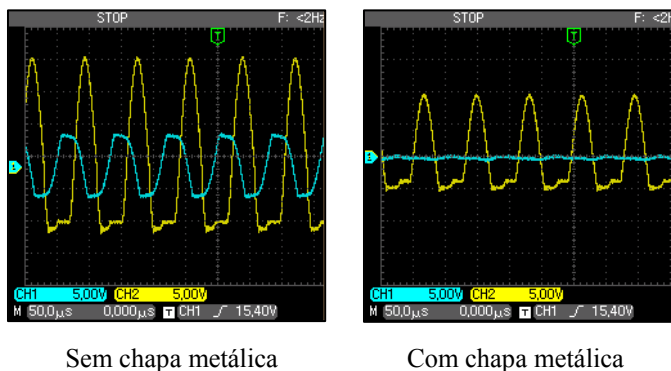 STOP F: <2Hz
T
CH1 5,00V CH2 5,00V
M 50,0µs 0,000µs T CH1 15,40V
Sem chapa metálica
STOP F: <2H
T
CH1 5,00V CH2 5,00V
M 50,0µs 0,000µs T CH1 15,40V
Com chapa metálica